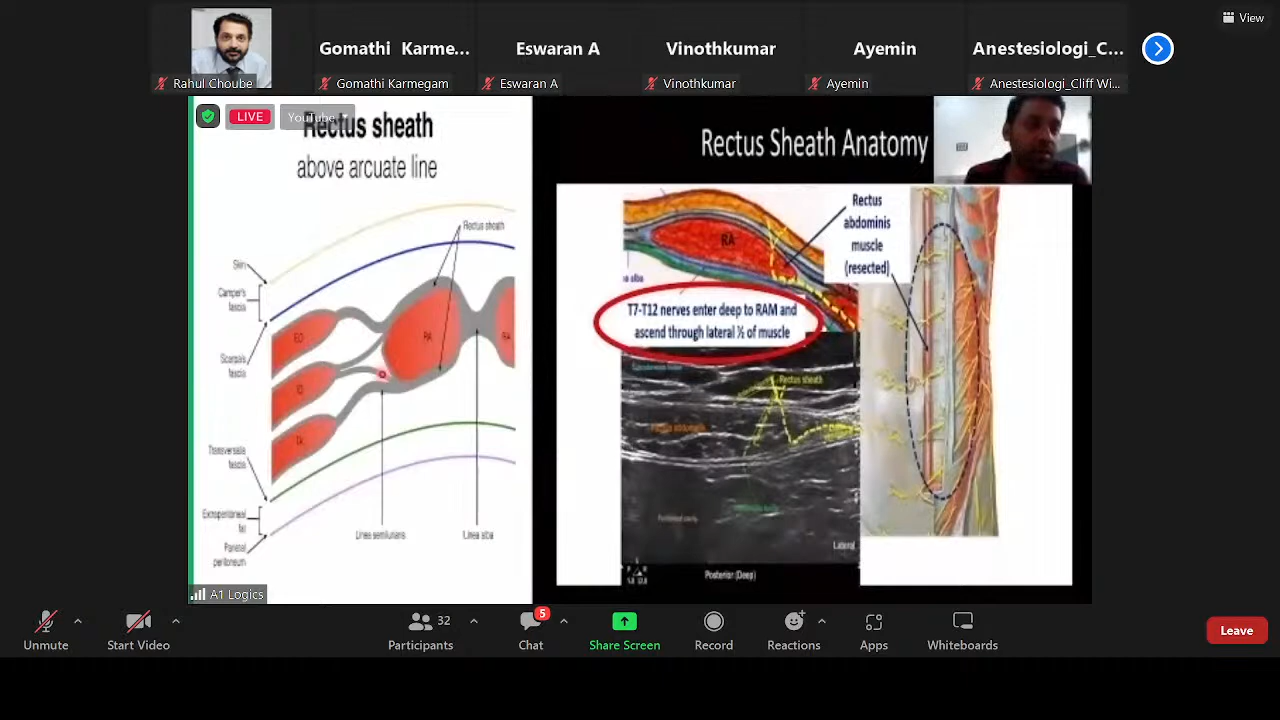 View
Gomathi Karme...
Eswaran A
Vinothkumar
Ayemin
Anestesiologi_C...
Rahul Choube
Gomathi Karmegam
Eswaran A
Vinothkumar
Ayemin
Anestesiologi_Cliff Wi...
LIVE
YouTube
Rectus sheath
above arcuate line
Rectus sheath
Skin
Camper's
fascia
Scarpa's
fascia
EO
IO
TA
RA
RA
Transversalis
fascia
Extraperitoneal
fat
Parietal
peritoneum
Linea semilunaris
Linea alba
A1 Logics
Rectus Sheath Anatomy
RA
Rectus
abdominis
muscle
(resected)
alba
T7-T12 nerves enter deep to RAM and
ascend through lateral ½ of muscle
Rectus sheath
Lateral
Posterior (Deep)
Unmute
Start Video
32
Participants
5
Chat
Share Screen
Record
Reactions
Apps
Whiteboards
Leave